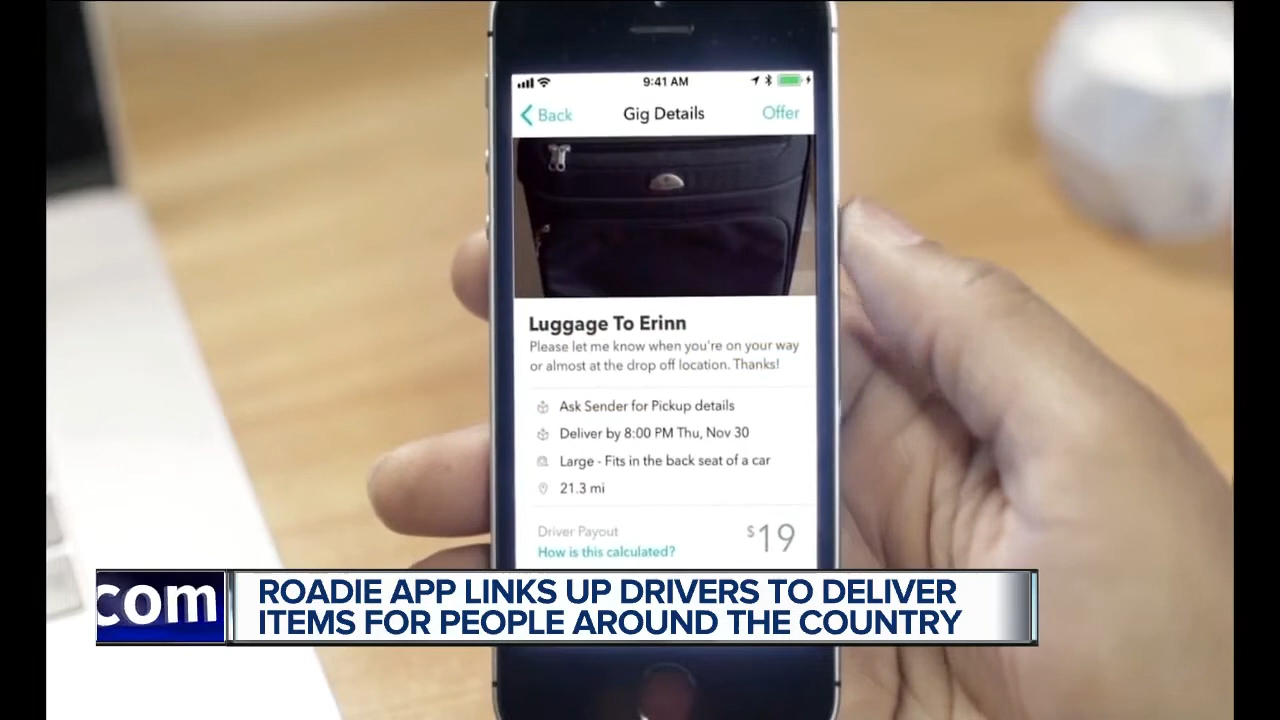 9:41 AM
Back
Gig Details
Offer
Luggage To Erinn
Please let me know when you're on your way
or almost at the drop off location. Thanks!
Ask Sender for Pickup details
Deliver by 8:00 PM Thu, Nov 30
Large - Fits in the back seat of a car
21.3 mi
Driver Payout
$19
How is this calculated?
com
ROADIE APP LINKS UP DRIVERS TO DELIVER
ITEMS FOR PEOPLE AROUND THE COUNTRY